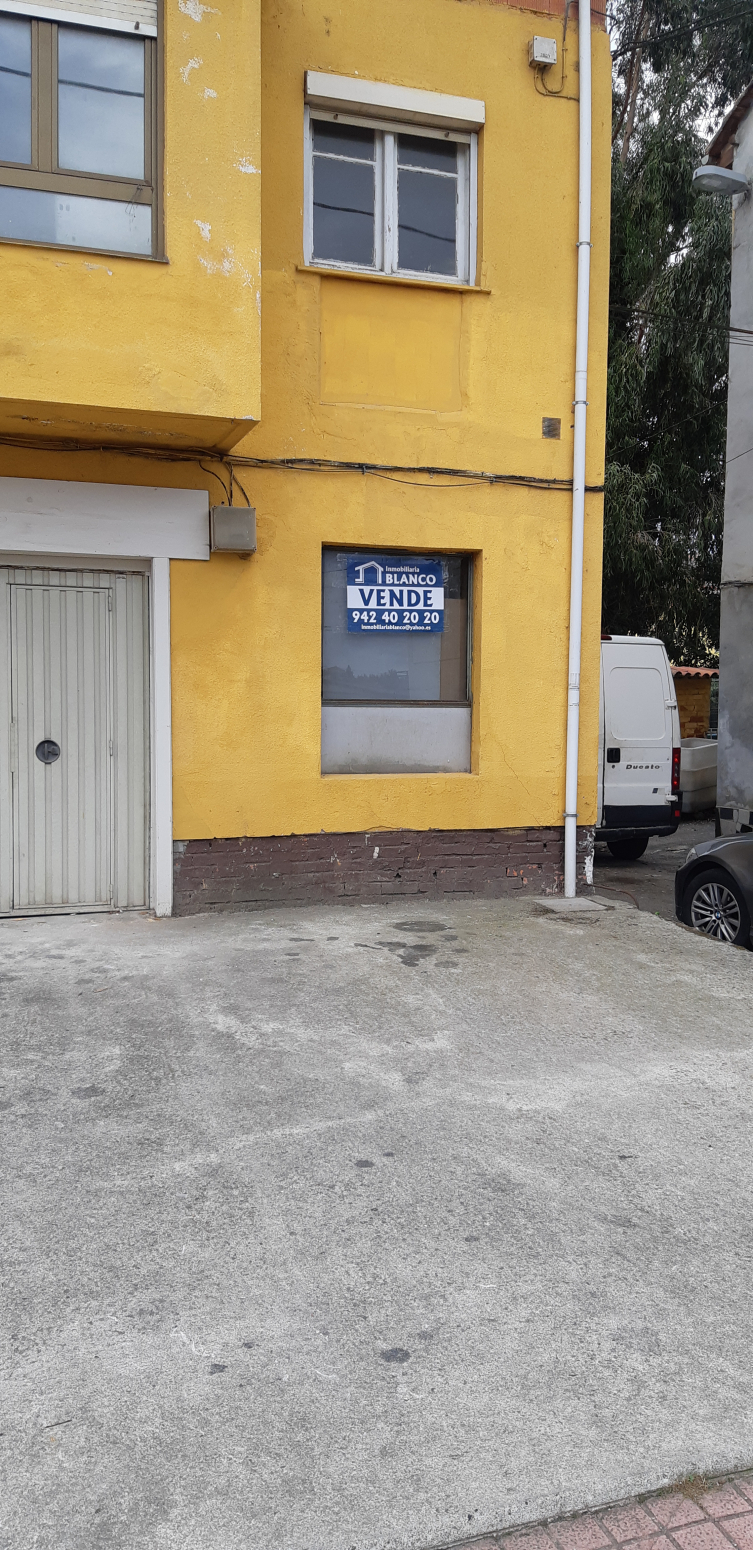 Inmobiliaria
BLANCO
VENDE
942 40 20 20
inmobiliariablanco@yahoo.es
Ducato